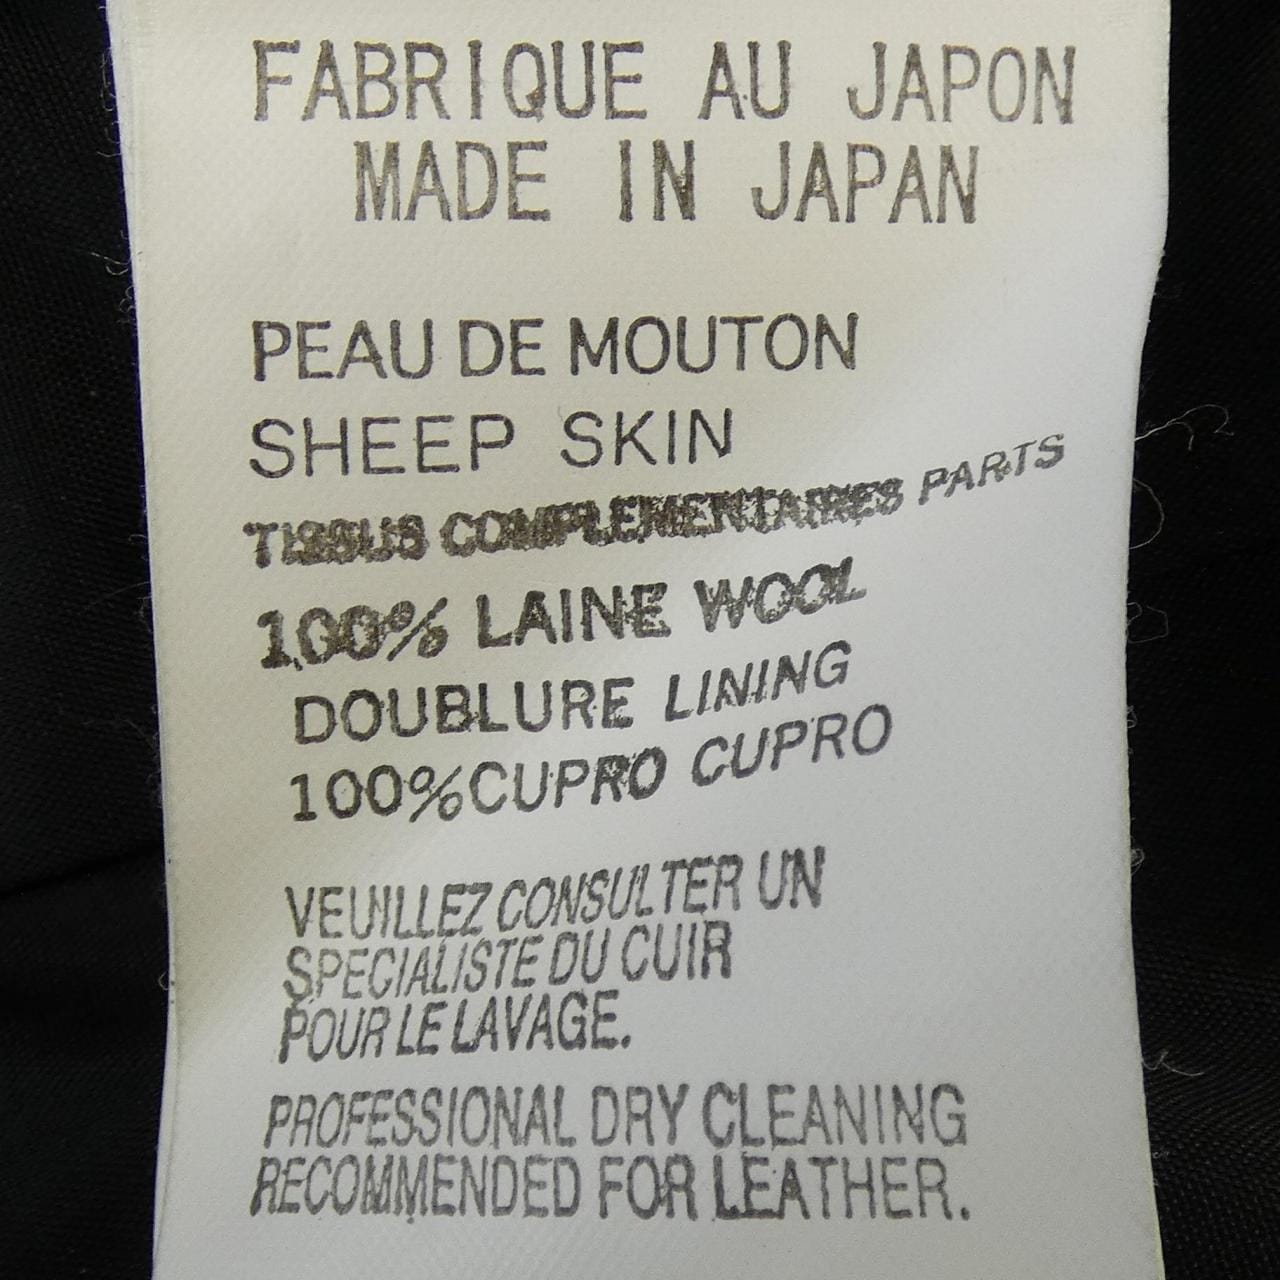 FABRIQUE AU JAPON
MADE IN JAPAN
PEAU DE MOUTON
SHEEP SKIN
TISSUS COMPLEMENTAIRES PARTS
100% LAINE WOOL
DOUBLURE LINING
100%CUPRO CUPRO
VEUILLEZ CONSULTER UN
SPECIALISTE DU CUIR
POUR LE LAVAGE.
PROFESSIONAL DRY CLEANING
RECOMMENDED FOR LEATHER.